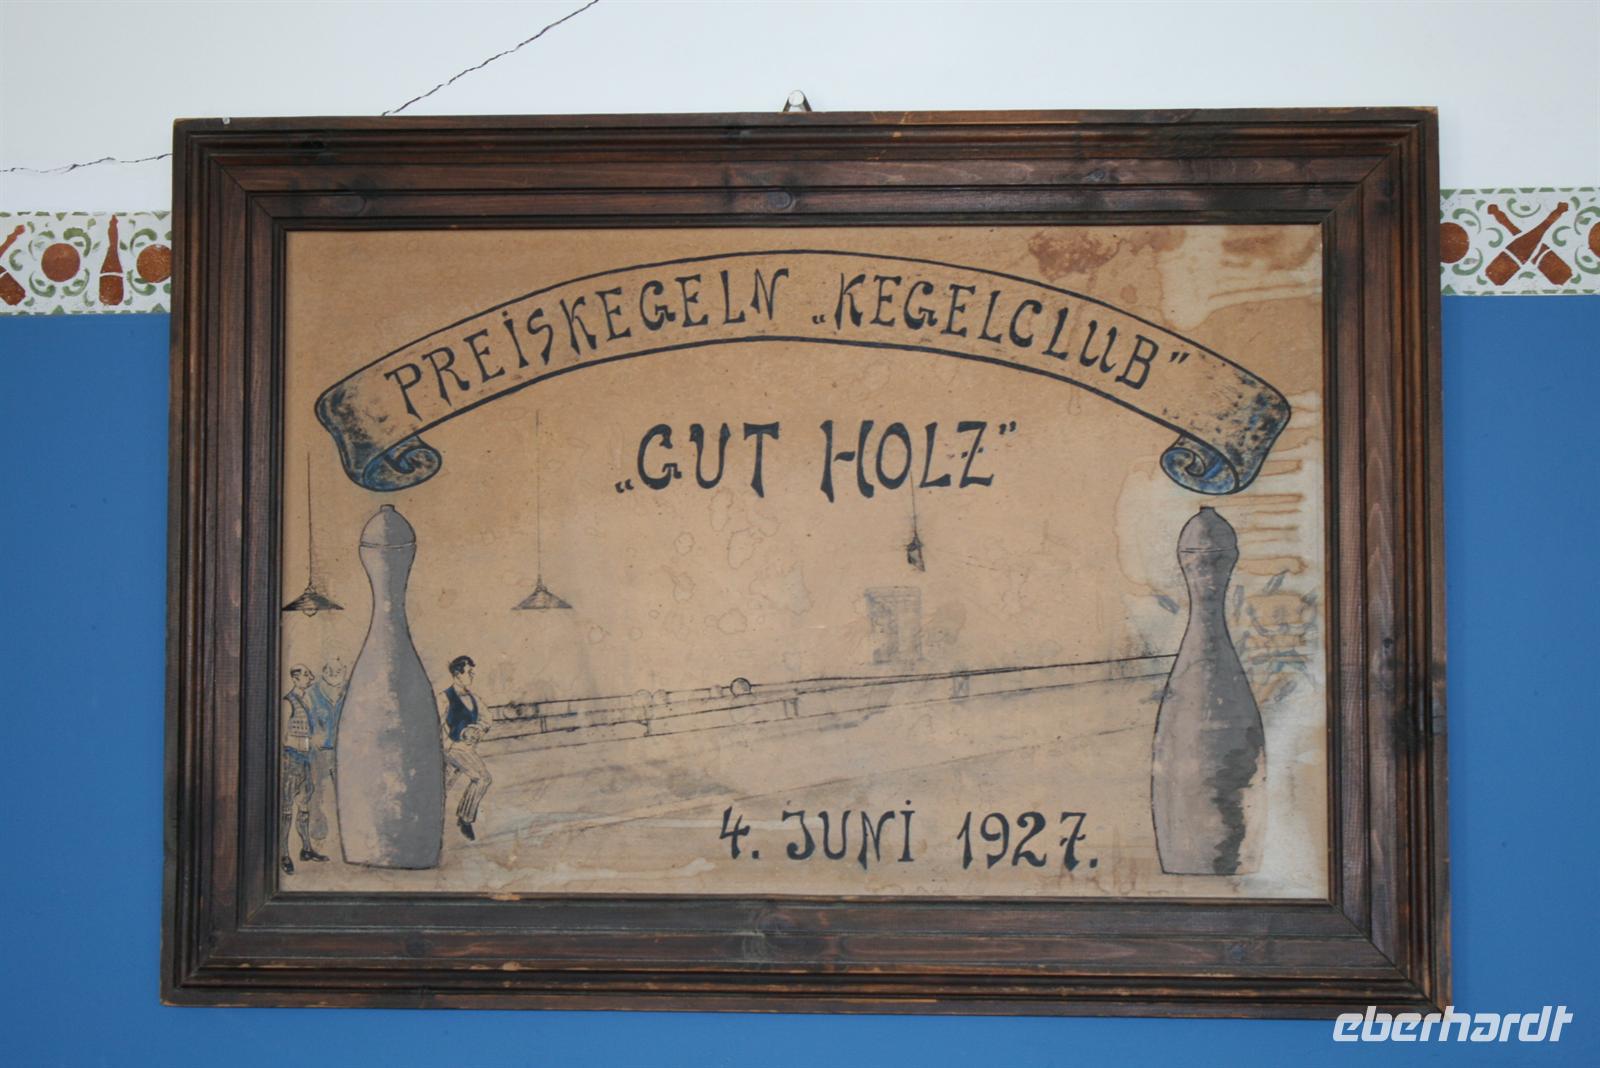 PREISKEGELN „KEGELCLUB”
„GUT HOLZ”
4. JUNI 1927.
eberhardt